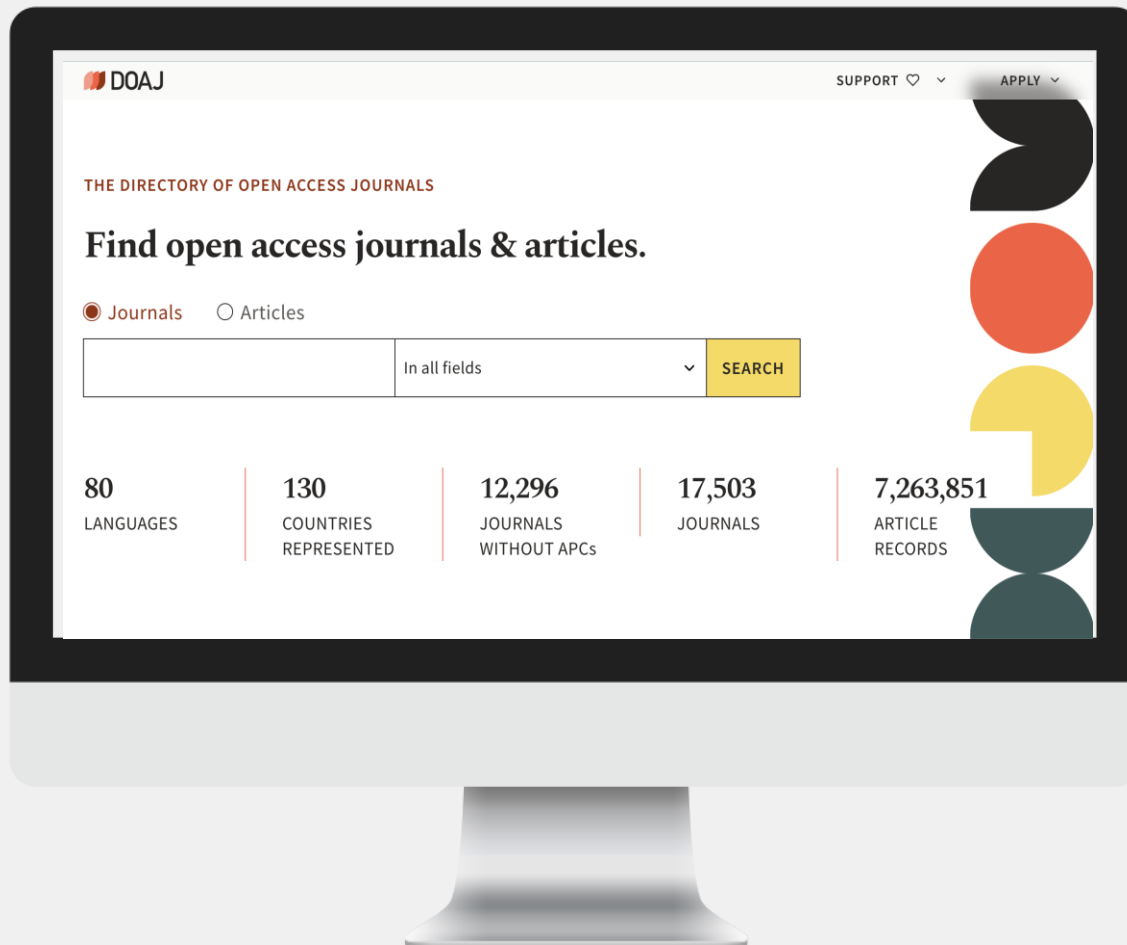 DOAJ
SUPPORT
APPLY
THE DIRECTORY OF OPEN ACCESS JOURNALS
Find open access journals & articles.
Journals
Articles
In all fields
SEARCH
80
LANGUAGES
130
COUNTRIES
REPRESENTED
12,296
JOURNALS
WITHOUT APCs
17,503
JOURNALS
7,263,851
ARTICLE
RECORDS